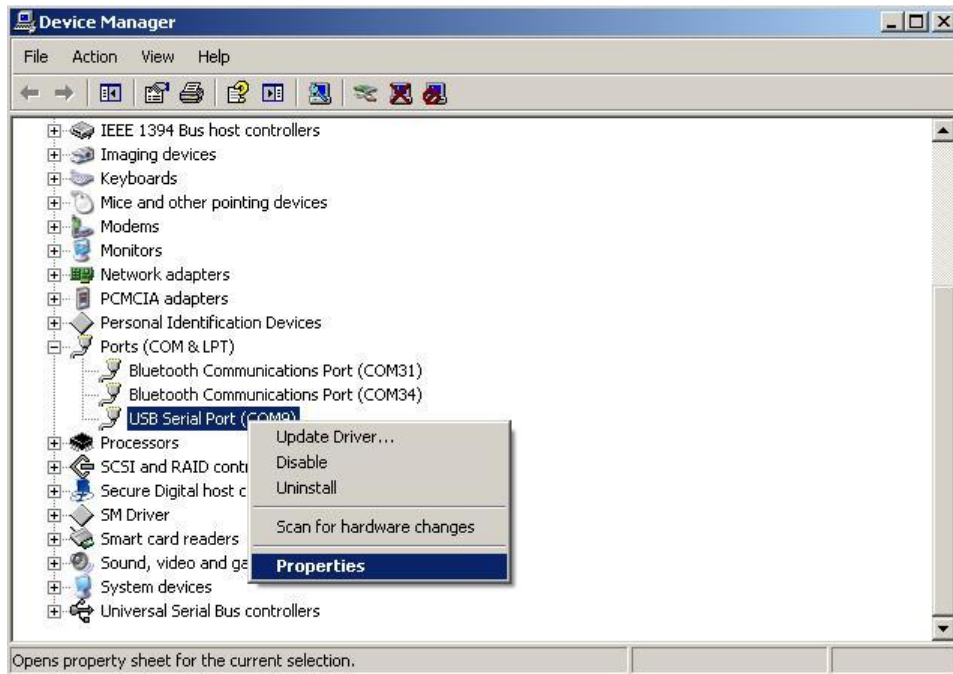 Device Manager
File Action View Help
IEEE 1394 Bus host controllers
Imaging devices
Keyboards
Mice and other pointing devices
Modems
Monitors
Network adapters
PCMCIA adapters
Personal Identification Devices
Ports (COM & LPT)
Bluetooth Communications Port (COM31)
Bluetooth Communications Port (COM34)
USB Serial Port (COM9)
Update Driver...
Disable
Uninstall
Scan for hardware changes
Properties
Processors
SCSI and RAID cont
Secure Digital host c
SM Driver
Smart card readers
Sound, video and ga
System devices
Universal Serial Bus controllers
Opens property sheet for the current selection.